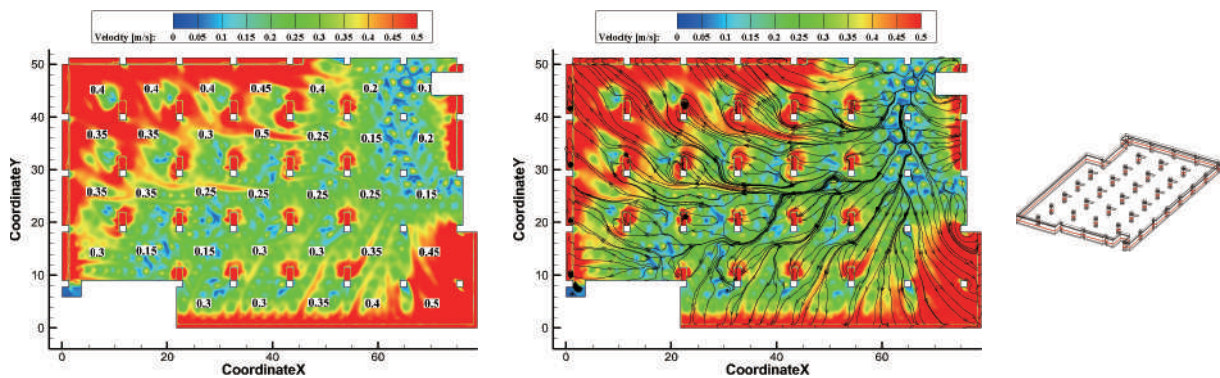 Velocity [m/s]: 0 0.05 0.1 0.15 0.2 0.25 0.3 0.35 0.4 0.45 0.5
50
40
30
20
10
0
CoordinateY
0.4 0.4 0.4 0.45 0.4 0.2 0.1
0.35 0.35 0.3 0.5 0.25 0.15 0.2
0.35 0.35 0.25 0.25 0.25 0.25 0.15
0.3 0.15 0.15 0.3 0.3 0.35 0.45
0.3 0.3 0.35 0.4 0.5
0 20 40 60
CoordinateX
Velocity [m/s]: 0 0.05 0.1 0.15 0.2 0.25 0.3 0.35 0.4 0.45 0.5
50
40
30
20
10
0
CoordinateY
0 20 40 60
CoordinateX